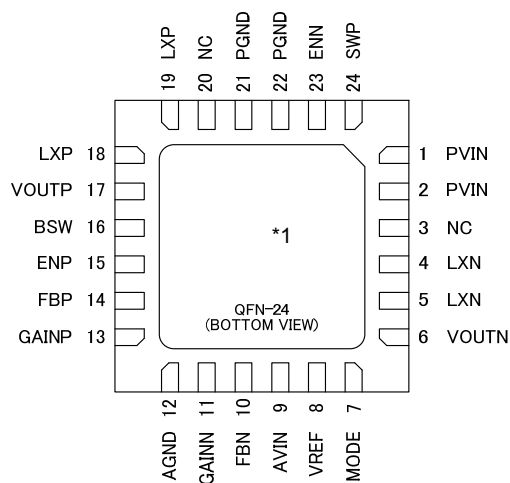 19 LXP
20 NC
21 PGND
22 PGND
23 ENN
24 SWP
LXP 18
VOUTP 17
BSW 16
ENP 15
FBP 14
GAINP 13
1 PVIN
2 PVIN
3 NC
4 LXN
5 LXN
6 VOUTN
*1
QFN-24
(BOTTOM VIEW)
AGND 12
GAINN 11
FBN 10
AVIN 9
VREF 8
MODE 7